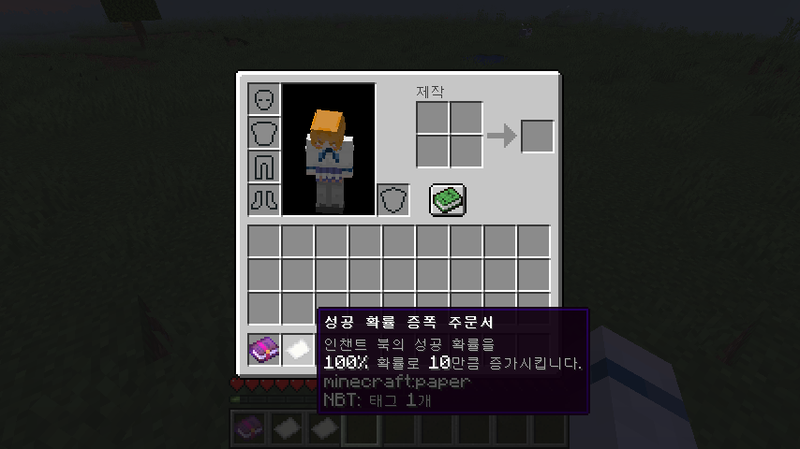 제작
성공 확률 증폭 주문서
인챈트 북의 성공 확률을
100% 확률로 10만큼 증가시킵니다.
minecraft:paper
NBT: 태그 1개